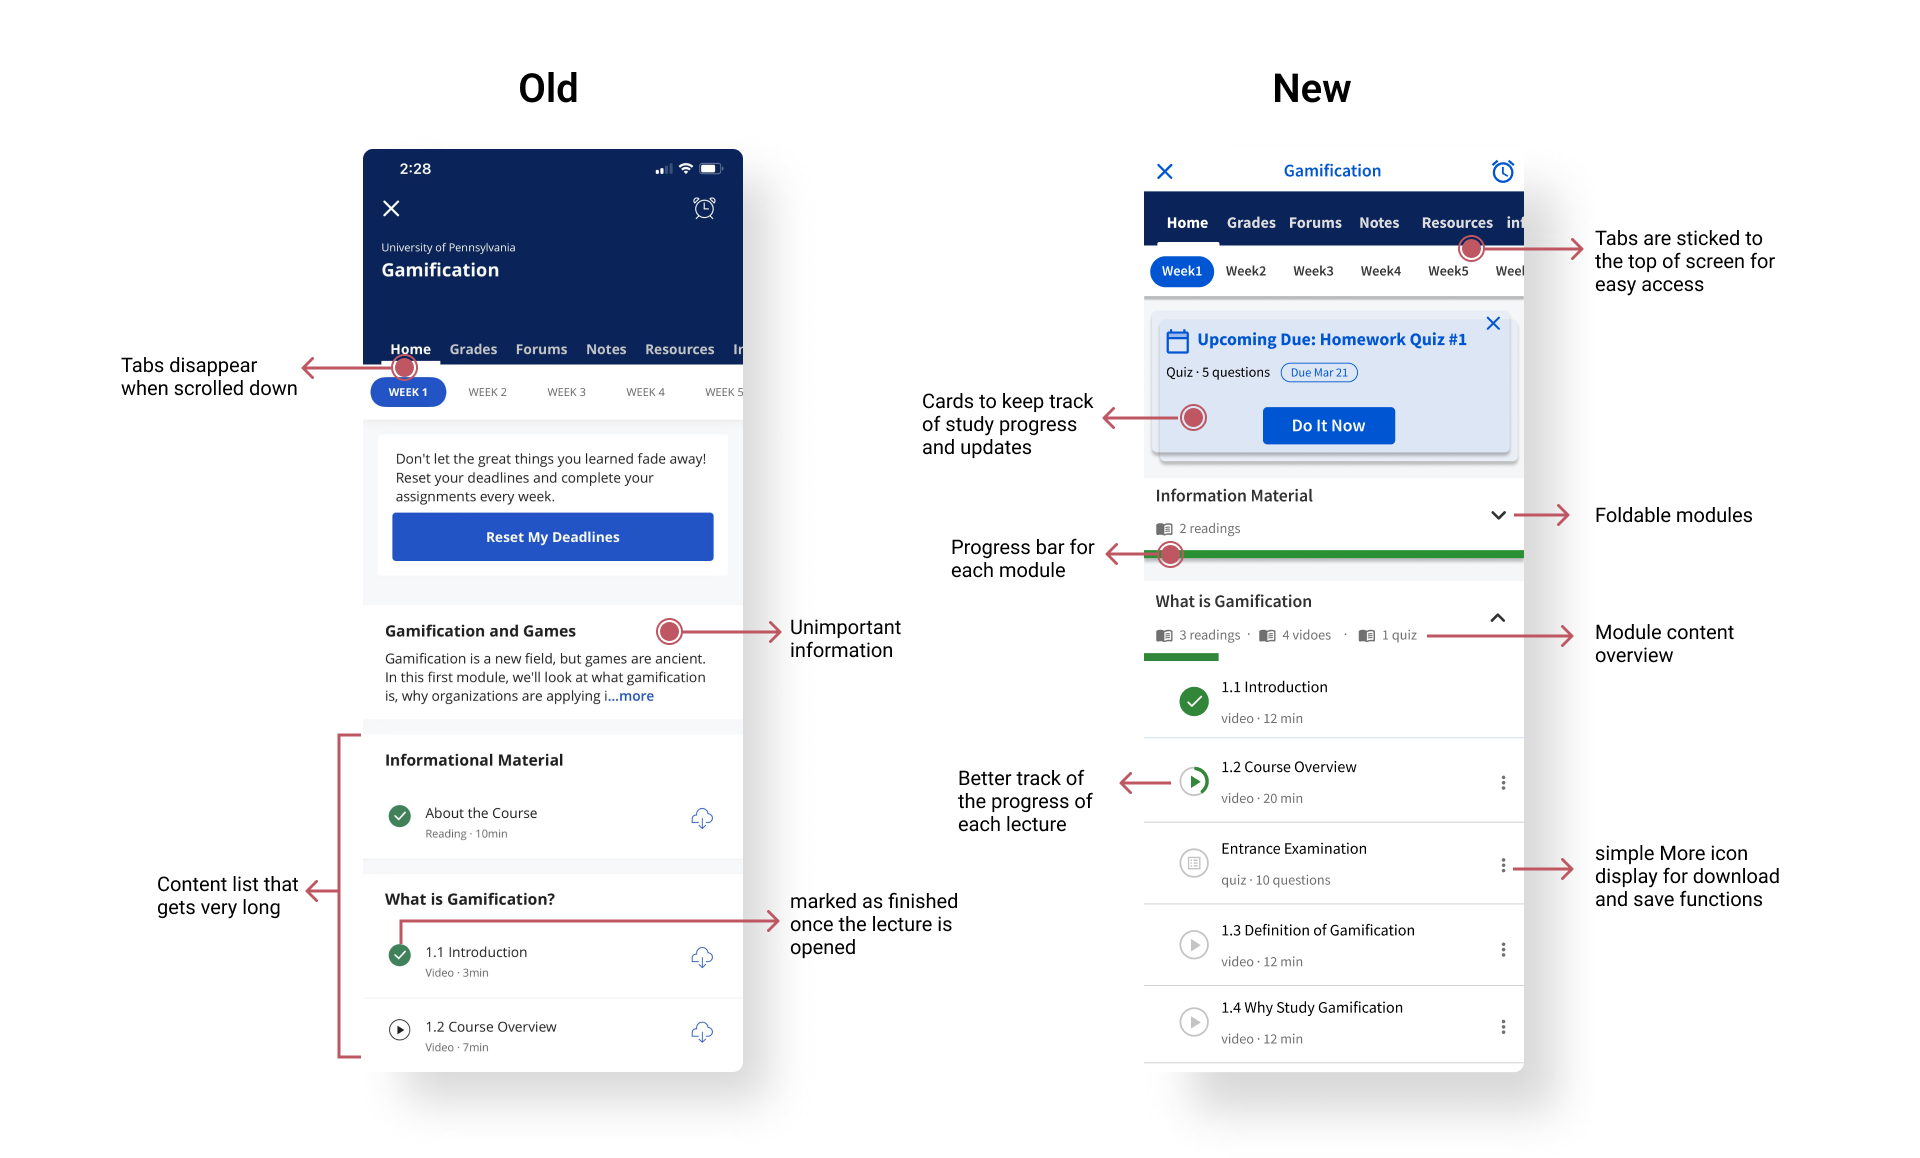 Old
New
2:28
University of Pennsylvania
Gamification
Home Grades Forums Notes Resources Ir
WEEK 1 WEEK 2 WEEK 3 WEEK 4 WEEK 5
Don't let the great things you learned fade away!
Reset your deadlines and complete your
assignments every week.
Reset My Deadlines
Gamification and Games
Gamification is a new field, but games are ancient.
In this first module, we'll look at what gamification
is, why organizations are applying i...more
Informational Material
About the Course
Reading · 10min
What is Gamification?
1.1 Introduction
Video · 3min
1.2 Course Overview
Video · 7min
Tabs disappear
when scrolled down
Unimportant
information
Content list that
gets very long
marked as finished
once the lecture is
opened
Gamification
Home Grades Forums Notes Resources inf
Week1 Week2 Week3 Week4 Week5 Weel
Upcoming Due: Homework Quiz #1
Quiz · 5 questions Due Mar 21
Do It Now
Information Material
2 readings
What is Gamification
3 readings · 4 vidoes · 1 quiz
1.1 Introduction
video · 12 min
1.2 Course Overview
video · 20 min
Entrance Examination
quiz · 10 questions
1.3 Definition of Gamification
video · 12 min
1.4 Why Study Gamification
video · 12 min
Tabs are sticked to
the top of screen for
easy access
Cards to keep track
of study progress
and updates
Foldable modules
Progress bar for
each module
Module content
overview
Better track of
the progress of
each lecture
simple More icon
display for download
and save functions